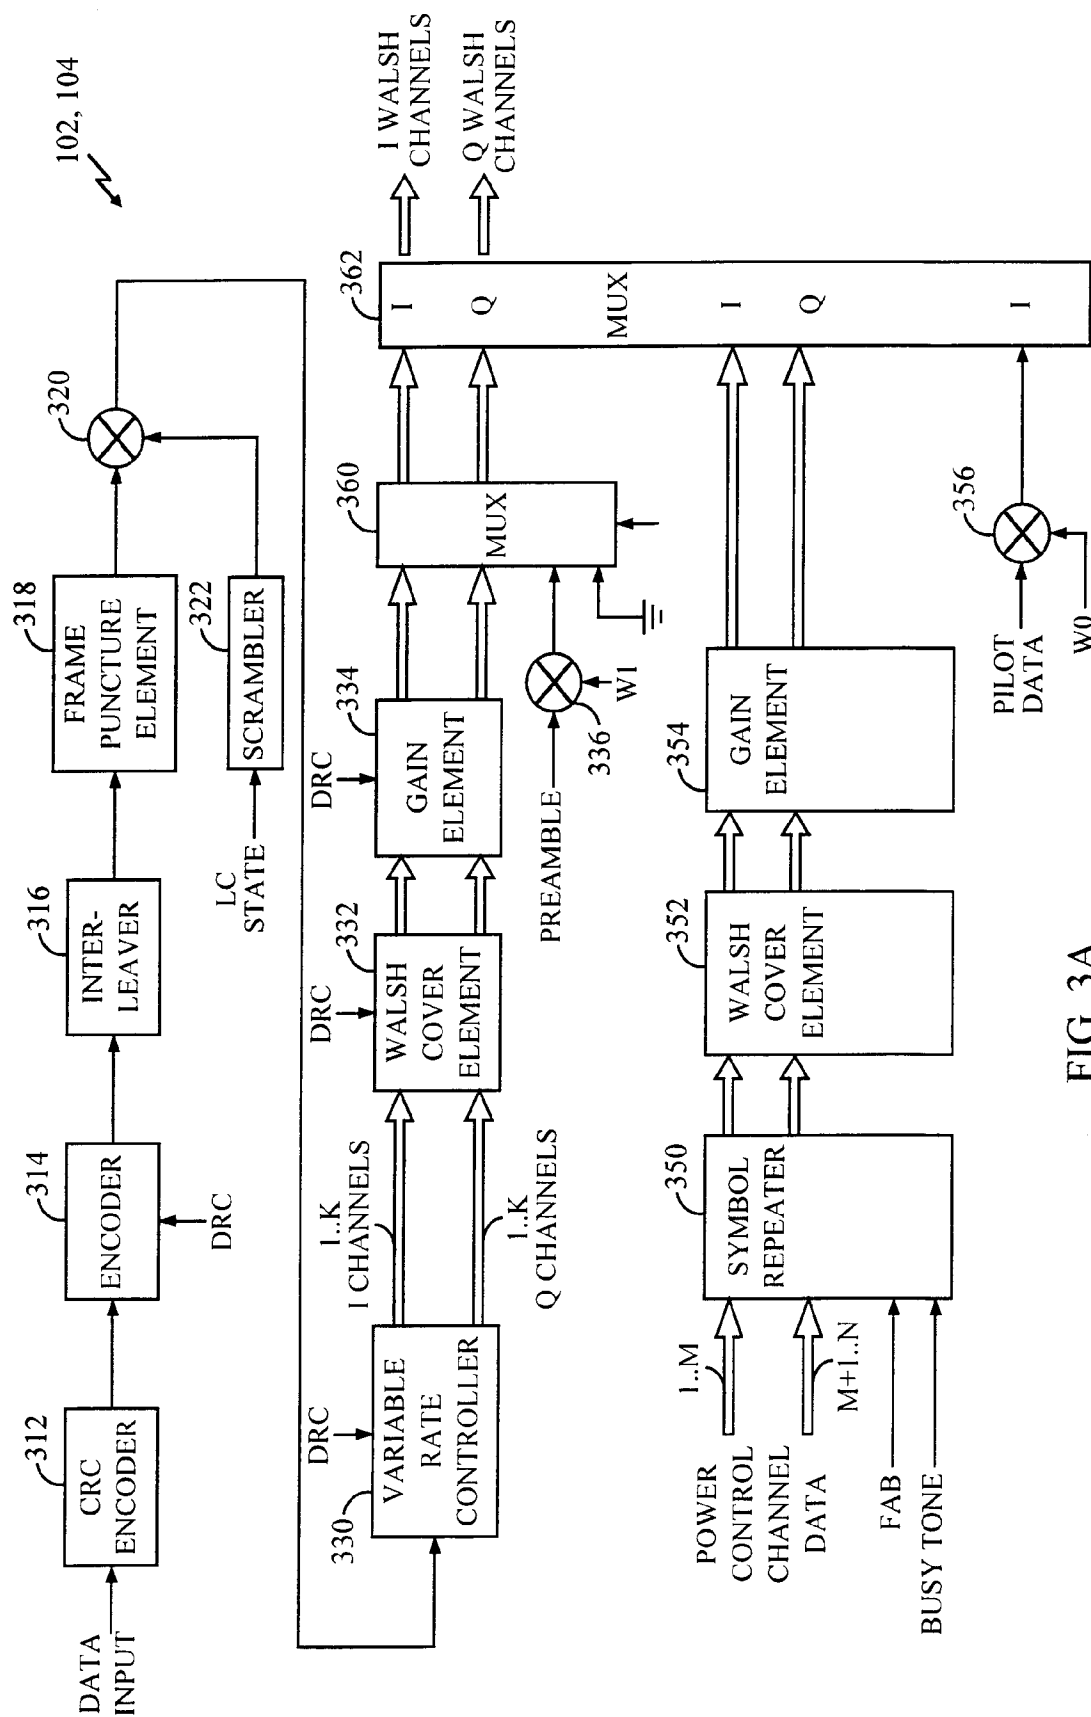 102, 104
DATA
INPUT
312
CRC
ENCODER
314
ENCODER
DRC
316
INTER-
LEAVER
318
FRAME
PUNCTURE
ELEMENT
320
LC
STATE
322
SCRAMBLER
330
DRC
VARIABLE
RATE
CONTROLLER
1..K
I CHANNELS
1..K
Q CHANNELS
332
DRC
WALSH
COVER
ELEMENT
334
DRC
GAIN
ELEMENT
PREAMBLE
336
W1
360
MUX
362
I
Q
MUX
I
Q
I
I WALSH
CHANNELS
Q WALSH
CHANNELS
POWER
CONTROL
CHANNEL
DATA
1..M
M+1..N
FAB
BUSY TONE
350
SYMBOL
REPEATER
352
WALSH
COVER
ELEMENT
354
GAIN
ELEMENT
PILOT
DATA
356
W0
FIG. 3A